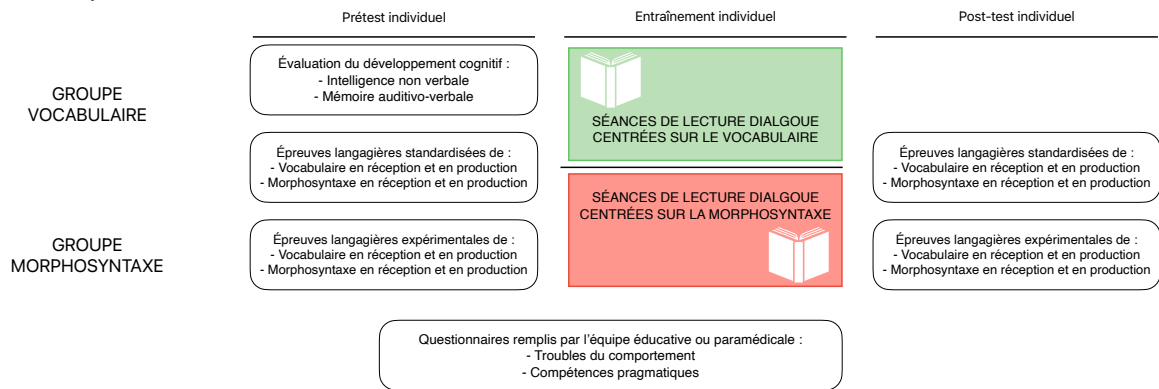 Prétest individuel
Entraînement individuel
Post-test individuel
GROUPE
VOCABULAIRE
Évaluation du développement cognitif :
- Intelligence non verbale
- Mémoire auditivo-verbale
Épreuves langagières standardisées de :
- Vocabulaire en réception et en production
- Morphosyntaxe en réception et en production
SÉANCES DE LECTURE DIALGOUE
CENTRÉES SUR LE VOCABULAIRE
Épreuves langagières standardisées de :
- Vocabulaire en réception et en production
- Morphosyntaxe en réception et en production
GROUPE
MORPHOSYNTAXE
Épreuves langagières expérimentales de :
- Vocabulaire en réception et en production
- Morphosyntaxe en réception et en production
SÉANCES DE LECTURE DIALGOUE
CENTRÉES SUR LA MORPHOSYNTAXE
Épreuves langagières expérimentales de :
- Vocabulaire en réception et en production
- Morphosyntaxe en réception et en production
Questionnaires remplis par l’équipe éducative ou paramédicale :
- Troubles du comportement
- Compétences pragmatiques